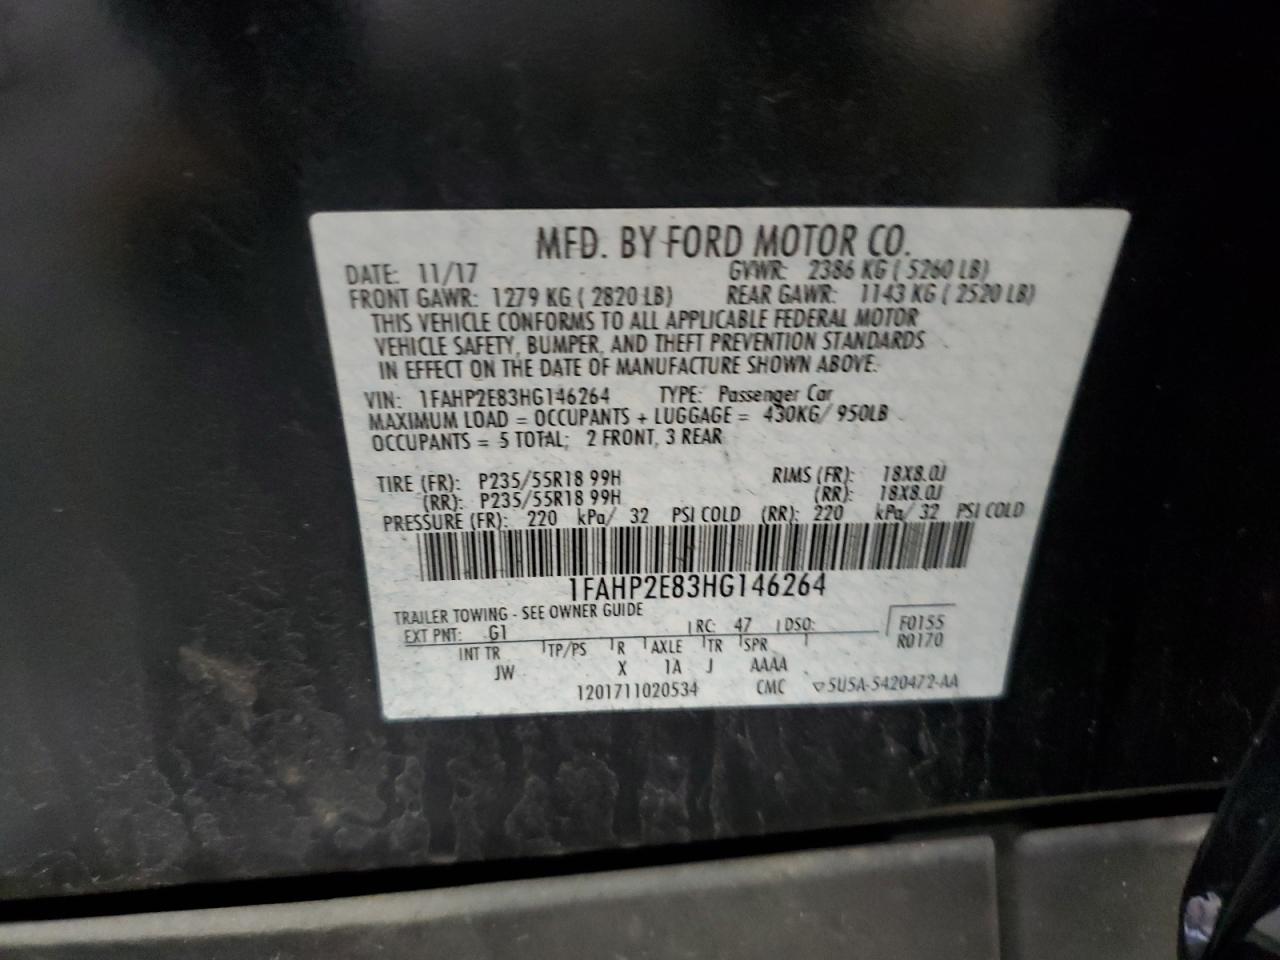 MFD. BY FORD MOTOR CO.
DATE: 11/17 GVWR: 2386 KG ( 5260 LB)
FRONT GAWR: 1279 KG ( 2820 LB) REAR GAWR: 1143 KG ( 2520 LB)
THIS VEHICLE CONFORMS TO ALL APPLICABLE FEDERAL MOTOR
VEHICLE SAFETY, BUMPER, AND THEFT PREVENTION STANDARDS
IN EFFECT ON THE DATE OF MANUFACTURE SHOWN ABOVE.
VIN: 1FAHP2E83HG146264 TYPE: Passenger Car
MAXIMUM LOAD = OCCUPANTS + LUGGAGE = 430KG/ 950LB
OCCUPANTS = 5 TOTAL; 2 FRONT, 3 REAR
TIRE (FR): P235/55R18 99H RIMS (FR): 18X8.0J
(RR): P235/55R18 99H (RR): 18X8.0J
PRESSURE (FR): 220 kPa/ 32 PSI COLD (RR): 220 kPa/ 32 PSI COLD
1FAHP2E83HG146264
TRAILER TOWING - SEE OWNER GUIDE
EXT PNT: G1 RC: 47 DSO: F0155
INT TR TP/PS R AXLE TR SPR R0170
JW X 1A J AAAA
1201711020534 CMC ▽5U5A-5420472-AA